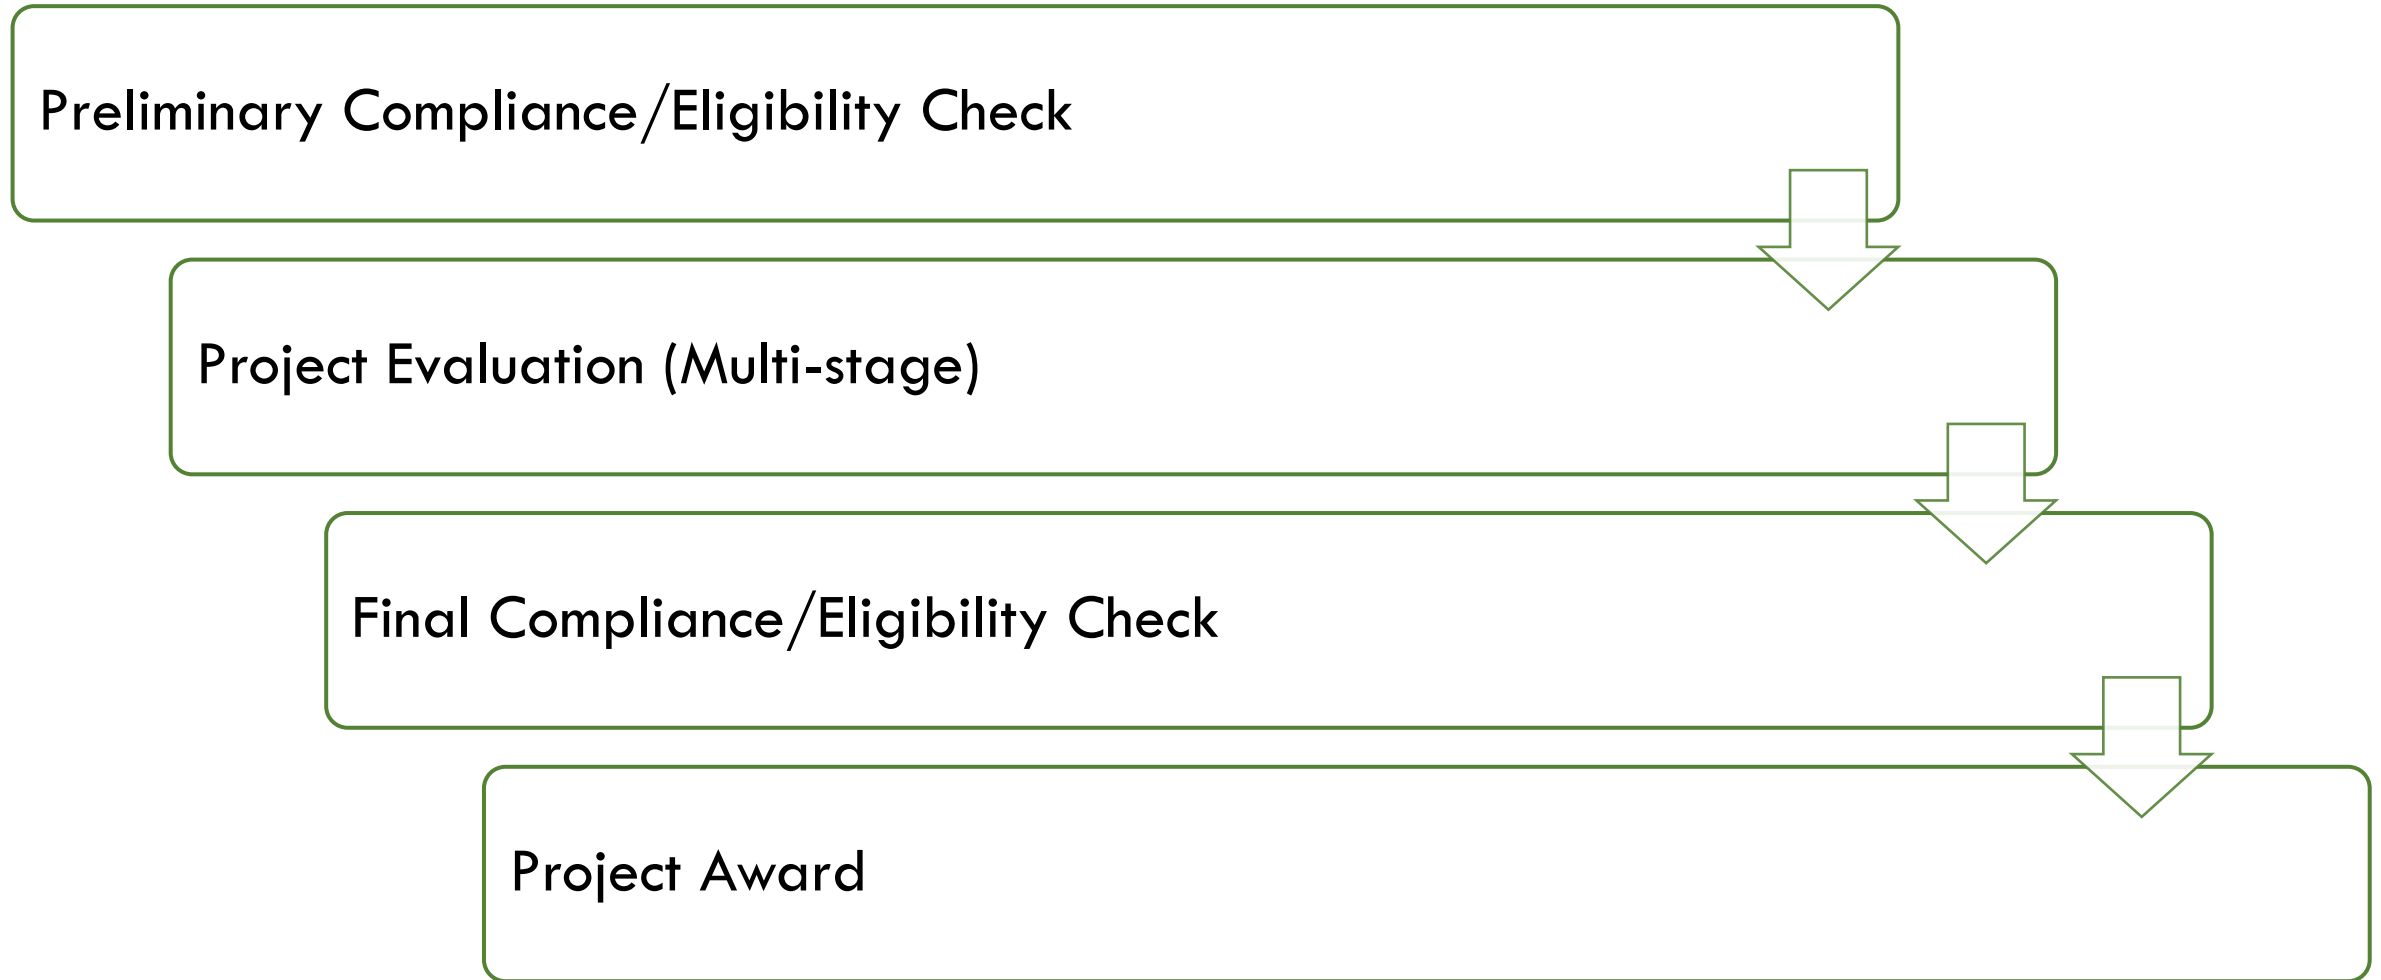 Preliminary Compliance/Eligibility Check
Project Evaluation (Multi-stage)
Final Compliance/Eligibility Check
Project Award